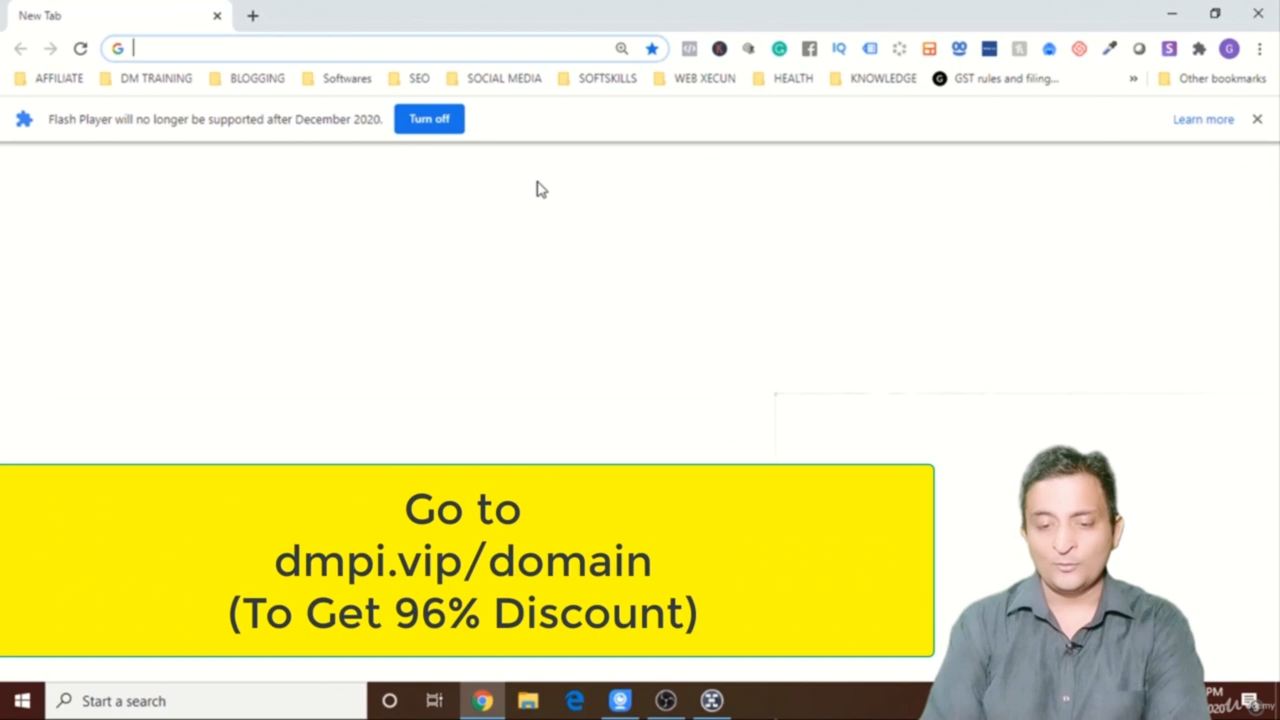 New Tab
AFFILIATE DM TRAINING BLOGGING Softwares SEO SOCIAL MEDIA SOFTSKILLS WEB XECUN HEALTH KNOWLEDGE GST rules and filing... » Other bookmarks
Flash Player will no longer be supported after December 2020. Turn off Learn more
Go to
dmpi.vip/domain
(To Get 96% Discount)
Start a search
PM